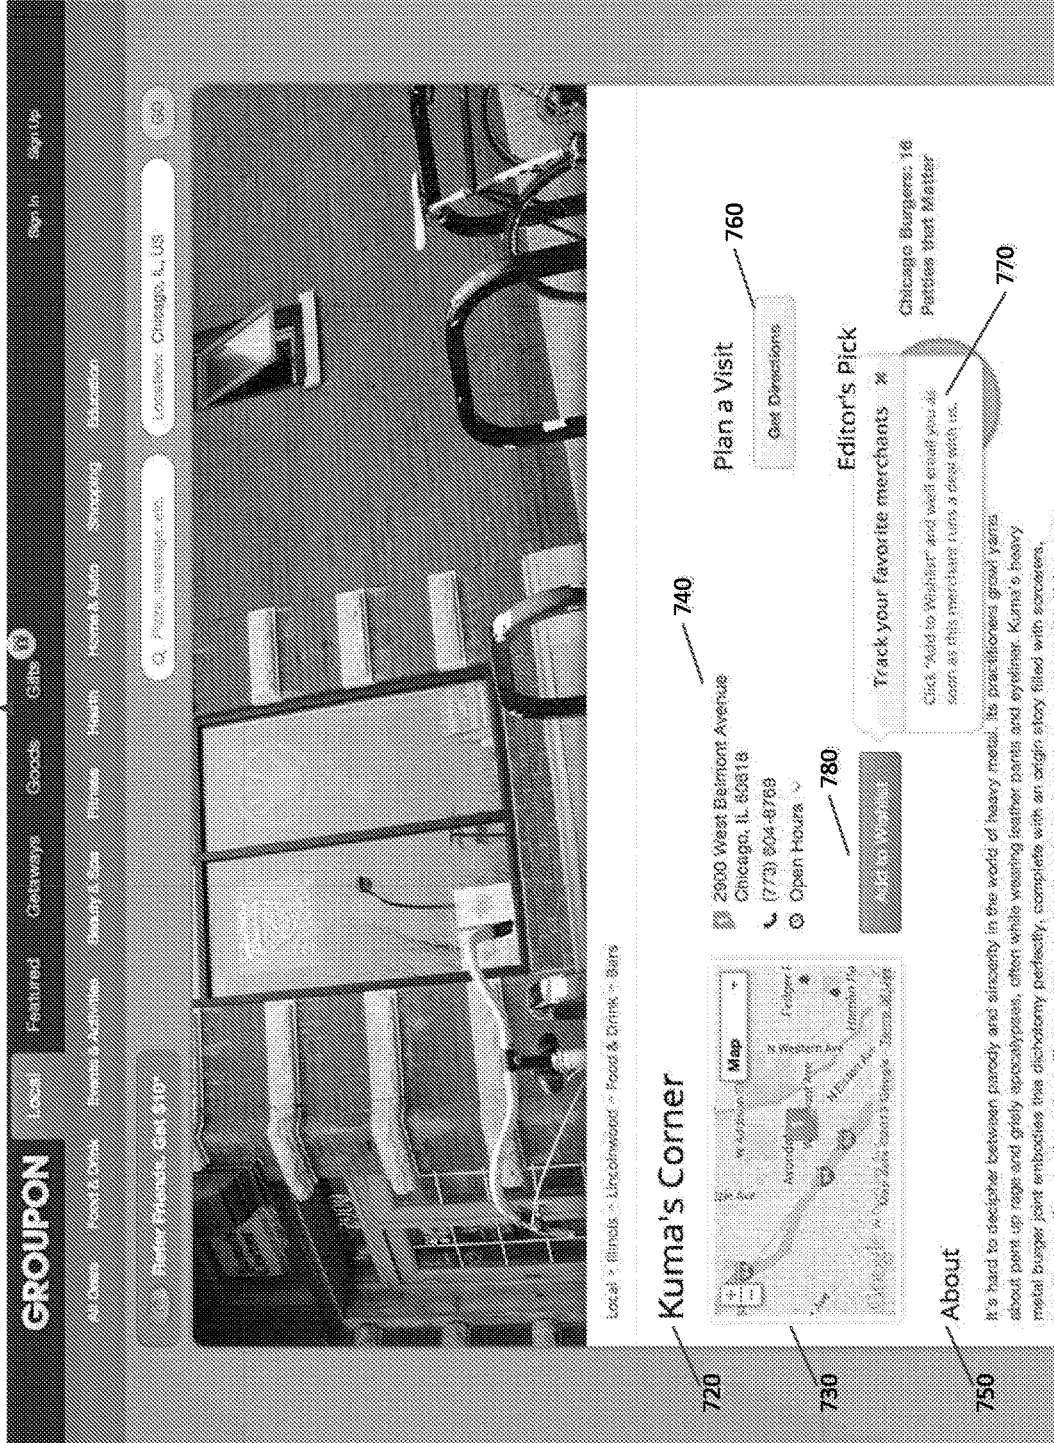 GROUPON
Local
Featured
Getaways
Goods
Gifts
Sign In
Sign Up
All Deals
Food & Drink
Events & Activities
Beauty & Spa
Fitness
Health
Home & Auto
Shopping
Education
Refer Friends, Get $10*
Pizza, massage, etc.
Location: Chicago, IL, US
GO
Local > Illinois > Lincolnwood > Food & Drink > Bars
720
Kuma's Corner
730
Map
N Western Ave
N Elston Ave
Google
740
2900 West Belmont Avenue
Chicago, IL 60618
Open Hours
780
Add to Wishlist
Plan a Visit
760
Get Directions
Editor's Pick
Chicago Burgers: 16
Patties that Matter
770
Track your favorite merchants ×
Click "Add to Wishlist" and we'll email you as
soon as this merchant runs a deal with us.
750
About
It's hard to decipher between parody and sincerity in the world of heavy metal. Its practitioners growl yarns
about pent up rage and grisly apocalypses, often while wearing leather pants and eyeliner. Kuma's heavy
metal burger joint embodies this dichotomy perfectly, complete with an origin story filled with sorcerers,